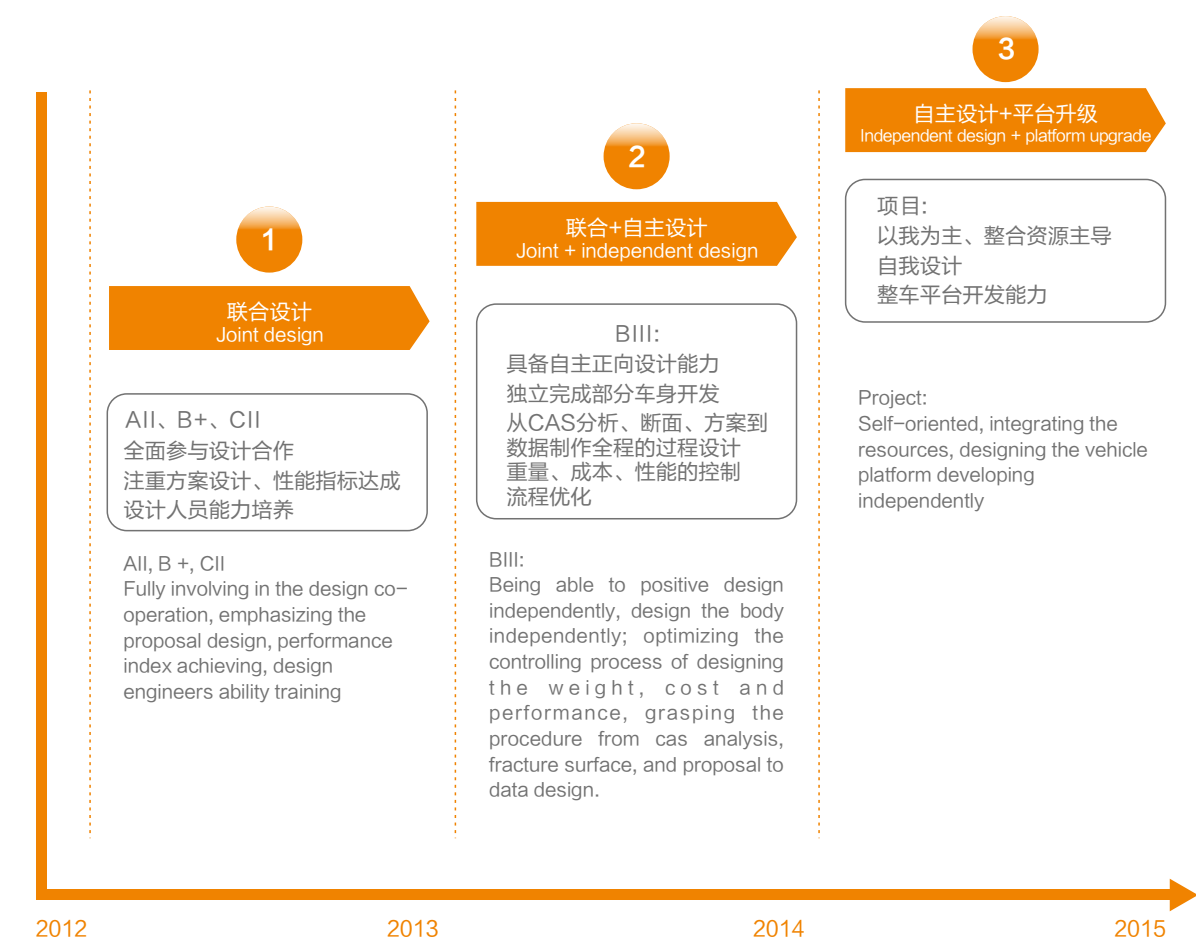 1
联合设计
Joint design
AII、B+、CII
全面参与设计合作
注重方案设计、性能指标达成
设计人员能力培养
AII, B +, CII
Fully involving in the design co-
operation, emphasizing the
proposal design, performance
index achieving, design
engineers ability training
2
联合+自主设计
Joint + independent design
BIII:
具备自主正向设计能力
独立完成部分车身开发
从CAS分析、断面、方案到
数据制作全程的过程设计
重量、成本、性能的控制
流程优化
BIII:
Being able to positive design
independently, design the body
independently; optimizing the
controlling process of designing
the weight, cost and
performance, grasping the
procedure from cas analysis,
fracture surface, and proposal to
data design.
3
自主设计+平台升级
Independent design + platform upgrade
项目:
以我为主、整合资源主导
自我设计
整车平台开发能力
Project:
Self-oriented, integrating the
resources, designing the vehicle
platform developing
independently
2012
2013
2014
2015